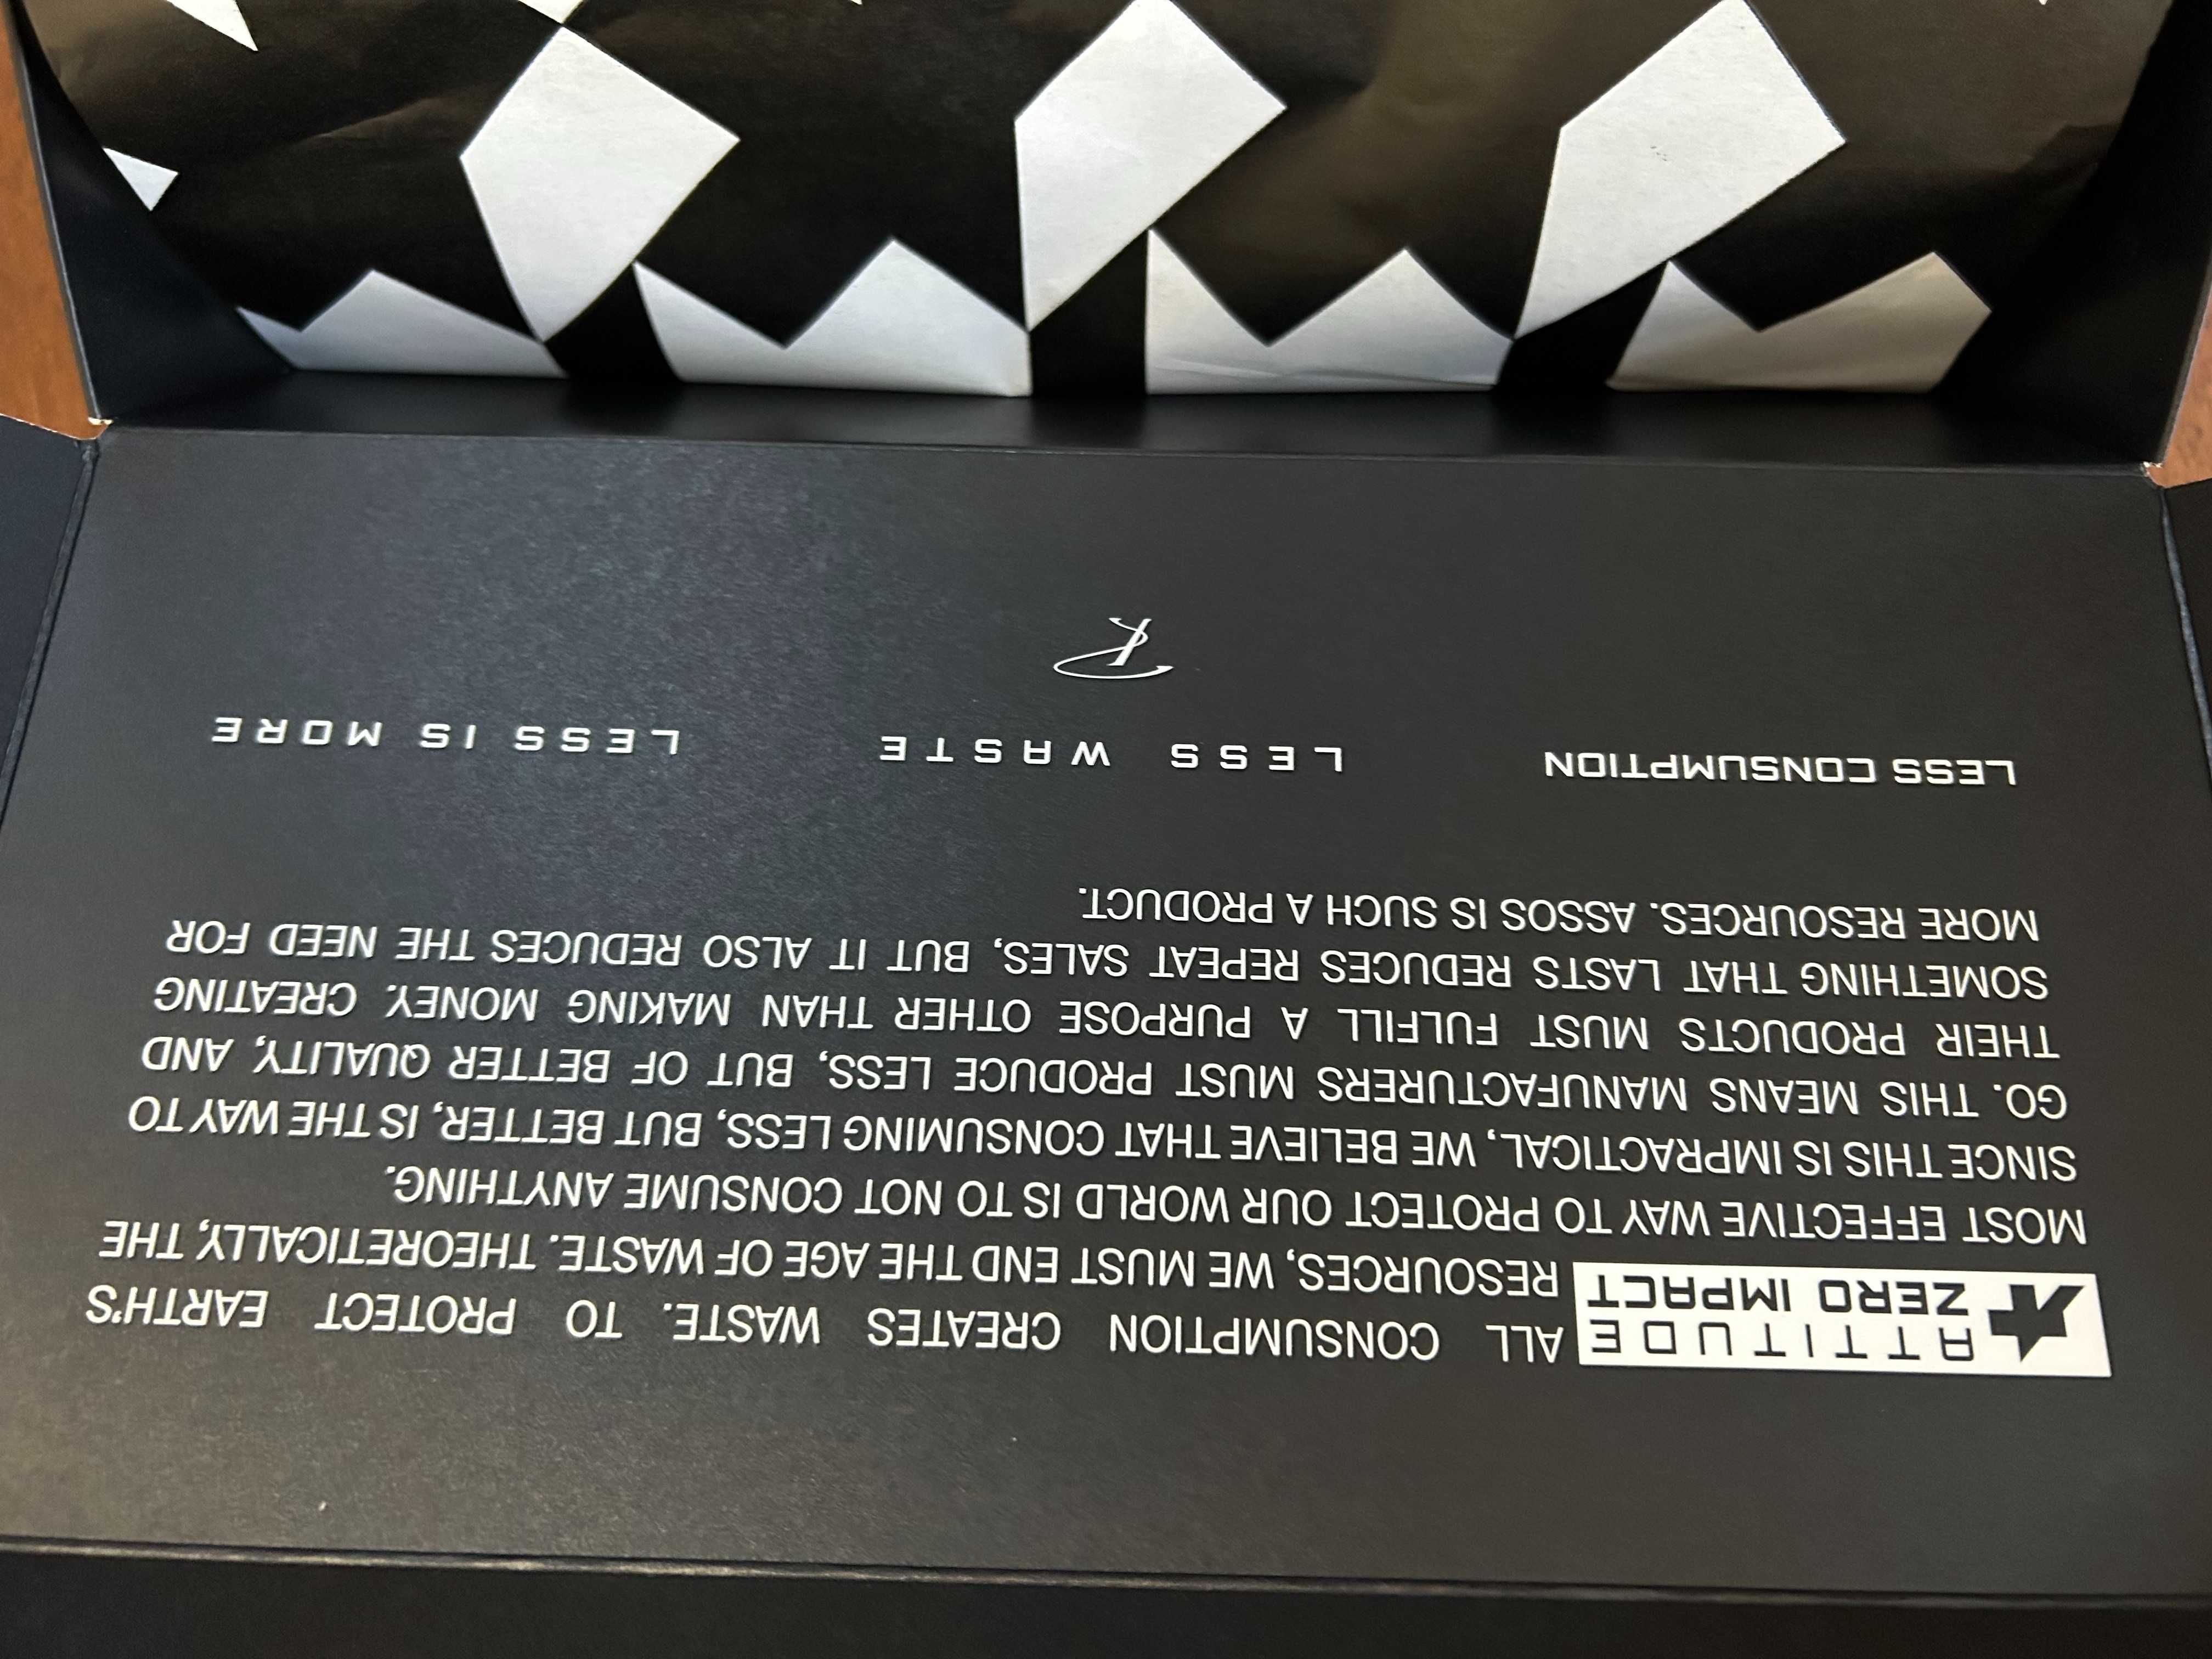 ATTITUDE
ZERO IMPACT
ALL CONSUMPTION CREATES WASTE. TO PROTECT EARTH'S
RESOURCES, WE MUST END THE AGE OF WASTE. THEORETICALLY, THE
MOST EFFECTIVE WAY TO PROTECT OUR WORLD IS TO NOT CONSUME ANYTHING.
SINCE THIS IS IMPRACTICAL, WE BELIEVE THAT CONSUMING LESS, BUT BETTER, IS THE WAY TO
GO. THIS MEANS MANUFACTURERS MUST PRODUCE LESS, BUT OF BETTER QUALITY, AND
THEIR PRODUCTS MUST FULFILL A PURPOSE OTHER THAN MAKING MONEY. CREATING
SOMETHING THAT LASTS REDUCES REPEAT SALES, BUT IT ALSO REDUCES THE NEED FOR
MORE RESOURCES. ASSOS IS SUCH A PRODUCT.
LESS CONSUMPTION LESS WASTE LESS IS MORE